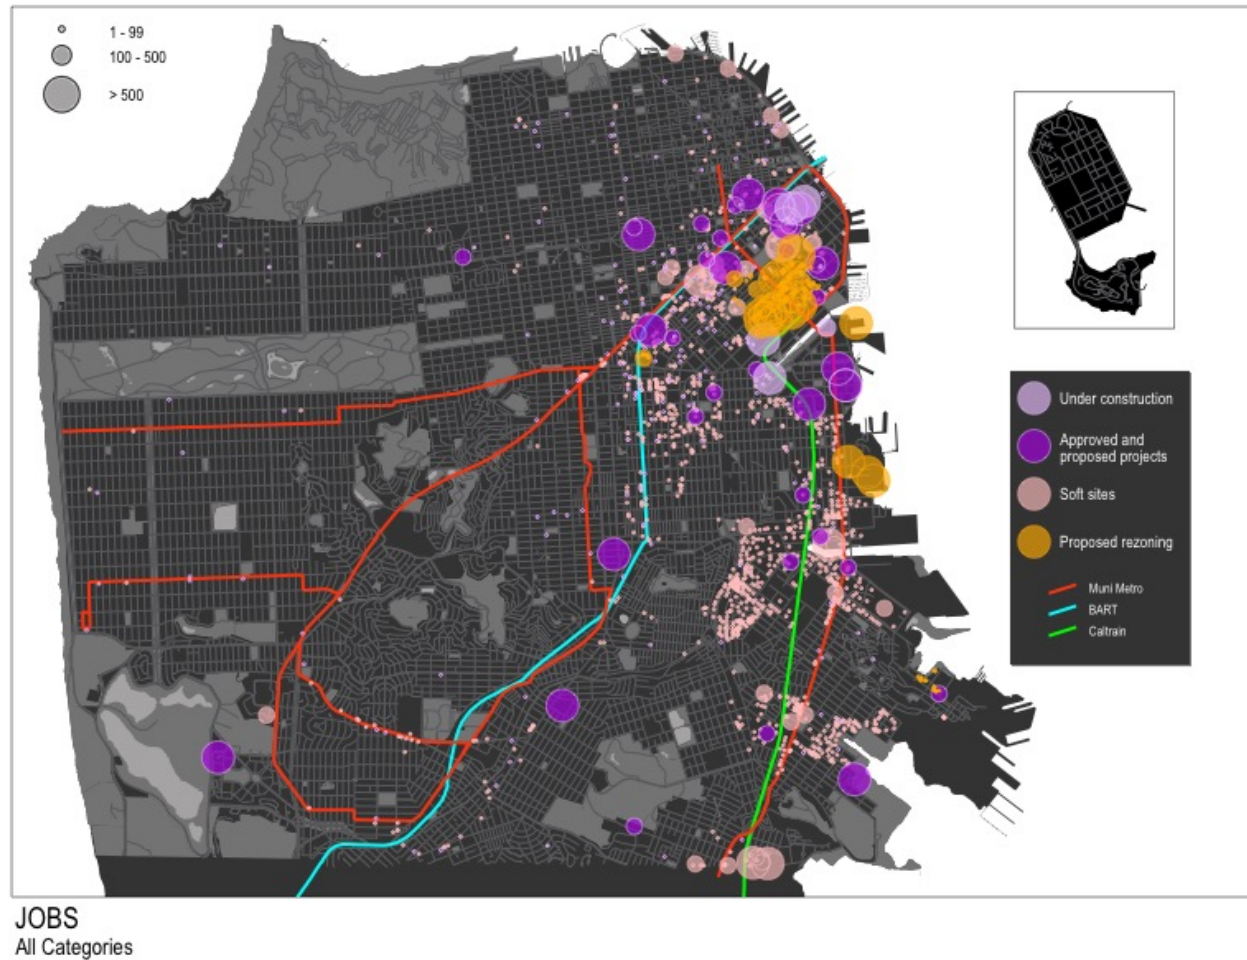 1 - 99
100 - 500
> 500
Under construction
Approved and
proposed projects
Soft sites
Proposed rezoning
Muni Metro
BART
Caltrain
JOBS
All Categories